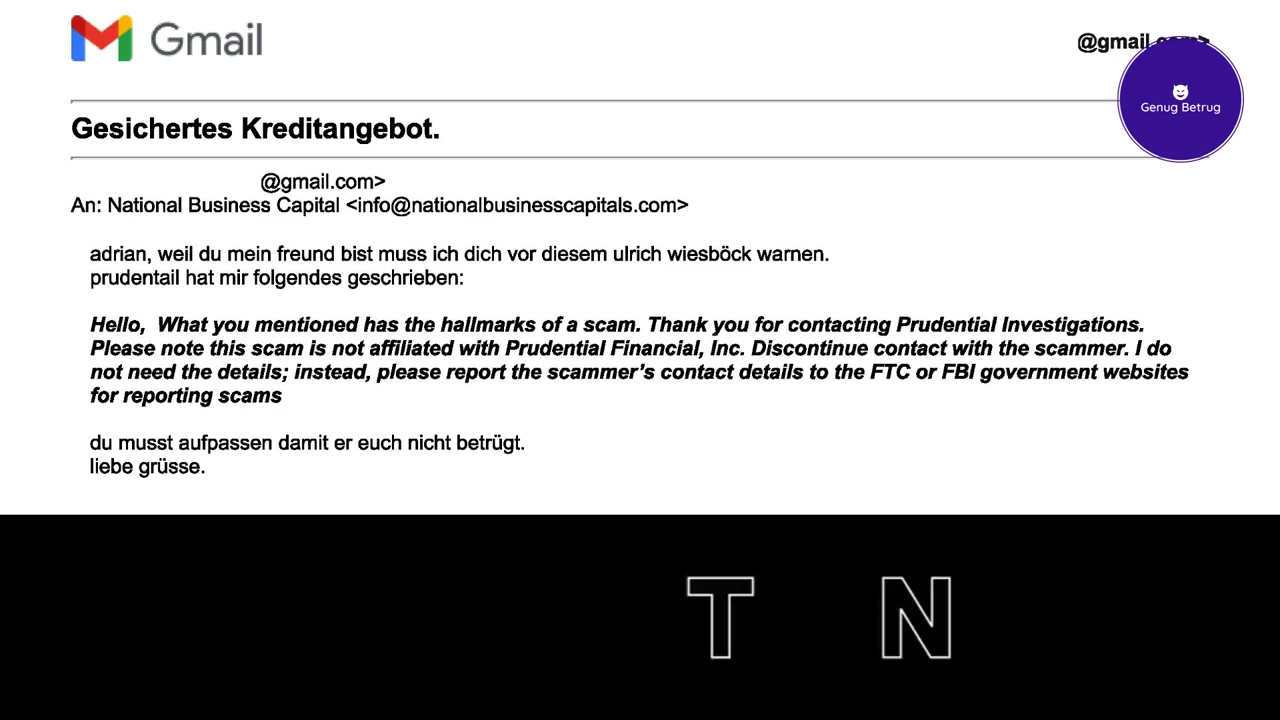 Gmail
@gmail.com>
Genug Betrug
Gesichertes Kreditangebot.
@gmail.com>
An: National Business Capital <info@nationalbusinesscapitals.com>
adrian, weil du mein freund bist muss ich dich vor diesem ulrich wiesböck warnen.
prudentail hat mir folgendes geschrieben:
Hello, What you mentioned has the hallmarks of a scam. Thank you for contacting Prudential Investigations.
Please note this scam is not affiliated with Prudential Financial, Inc. Discontinue contact with the scammer. I do
not need the details; instead, please report the scammer’s contact details to the FTC or FBI government websites
for reporting scams
du musst aufpassen damit er euch nicht betrügt.
liebe grüsse.
T N